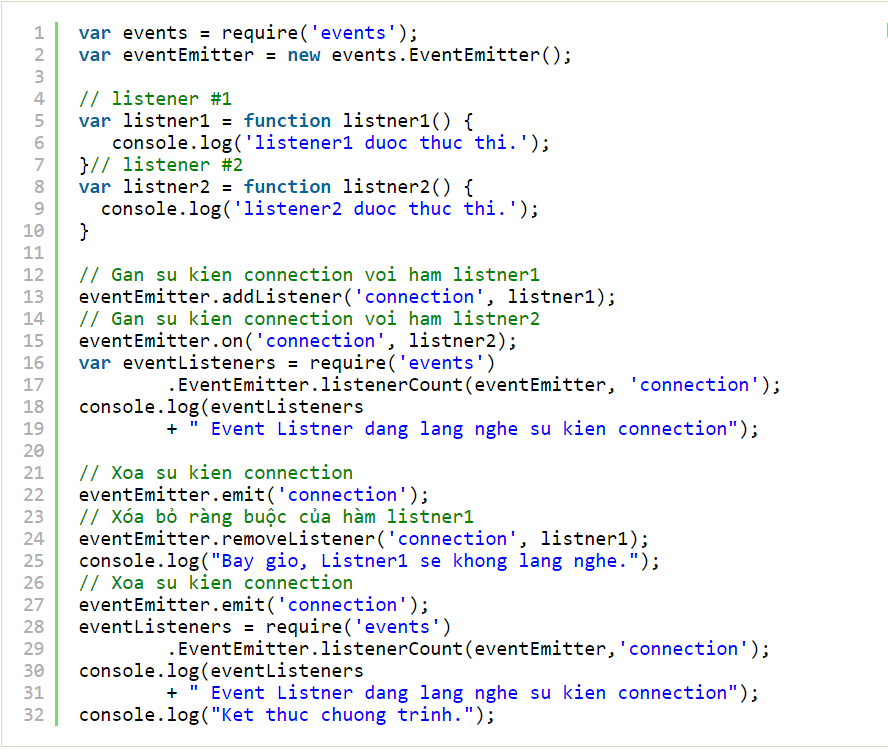 1 var events = require('events');
2 var eventEmitter = new events.EventEmitter();
3
4 // listener #1
5 var listner1 = function listner1() {
6    console.log('listener1 duoc thuc thi.');
7 }// listener #2
8 var listner2 = function listner2() {
9   console.log('listener2 duoc thuc thi.');
10 }
11
12 // Gan su kien connection voi ham listner1
13 eventEmitter.addListener('connection', listner1);
14 // Gan su kien connection voi ham listner2
15 eventEmitter.on('connection', listner2);
16 var eventListeners = require('events')
17         .EventEmitter.listenerCount(eventEmitter, 'connection');
18 console.log(eventListeners
19         + " Event Listner dang lang nghe su kien connection");
20
21 // Xoa su kien connection
22 eventEmitter.emit('connection');
23 // Xóa bỏ ràng buộc của hàm listner1
24 eventEmitter.removeListener('connection', listner1);
25 console.log("Bay gio, Listner1 se khong lang nghe.");
26 // Xoa su kien connection
27 eventEmitter.emit('connection');
28 eventListeners = require('events')
29         .EventEmitter.listenerCount(eventEmitter,'connection');
30 console.log(eventListeners
31         + " Event Listner dang lang nghe su kien connection");
32 console.log("Ket thuc chuong trinh.");